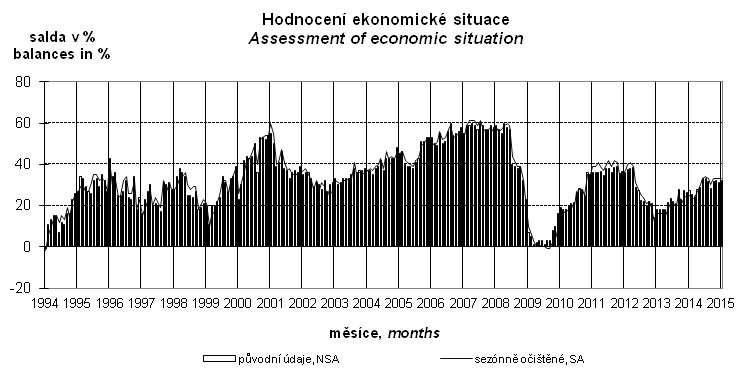 Hodnocení ekonomické situace
Assessment of economic situation
salda v %
balances in %
80
60
40
20
0
-20
1994 1995 1996 1997 1998 1999 2000 2001 2002 2003 2004 2005 2006 2007 2008 2009 2010 2011 2012 2013 2014 2015
měsíce, months
původní údaje, NSA
sezónně očištěné, SA